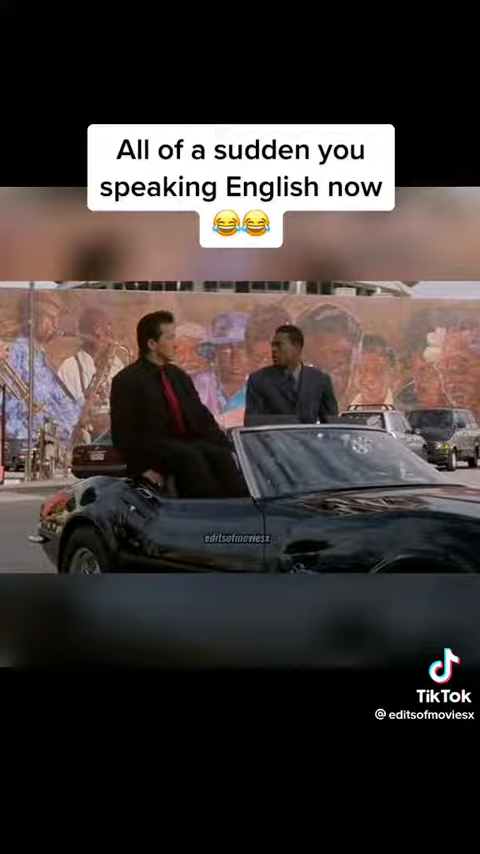 All of a sudden you
speaking English now
😂😂
editsofmoviesx
TikTok
@editsofmoviesx